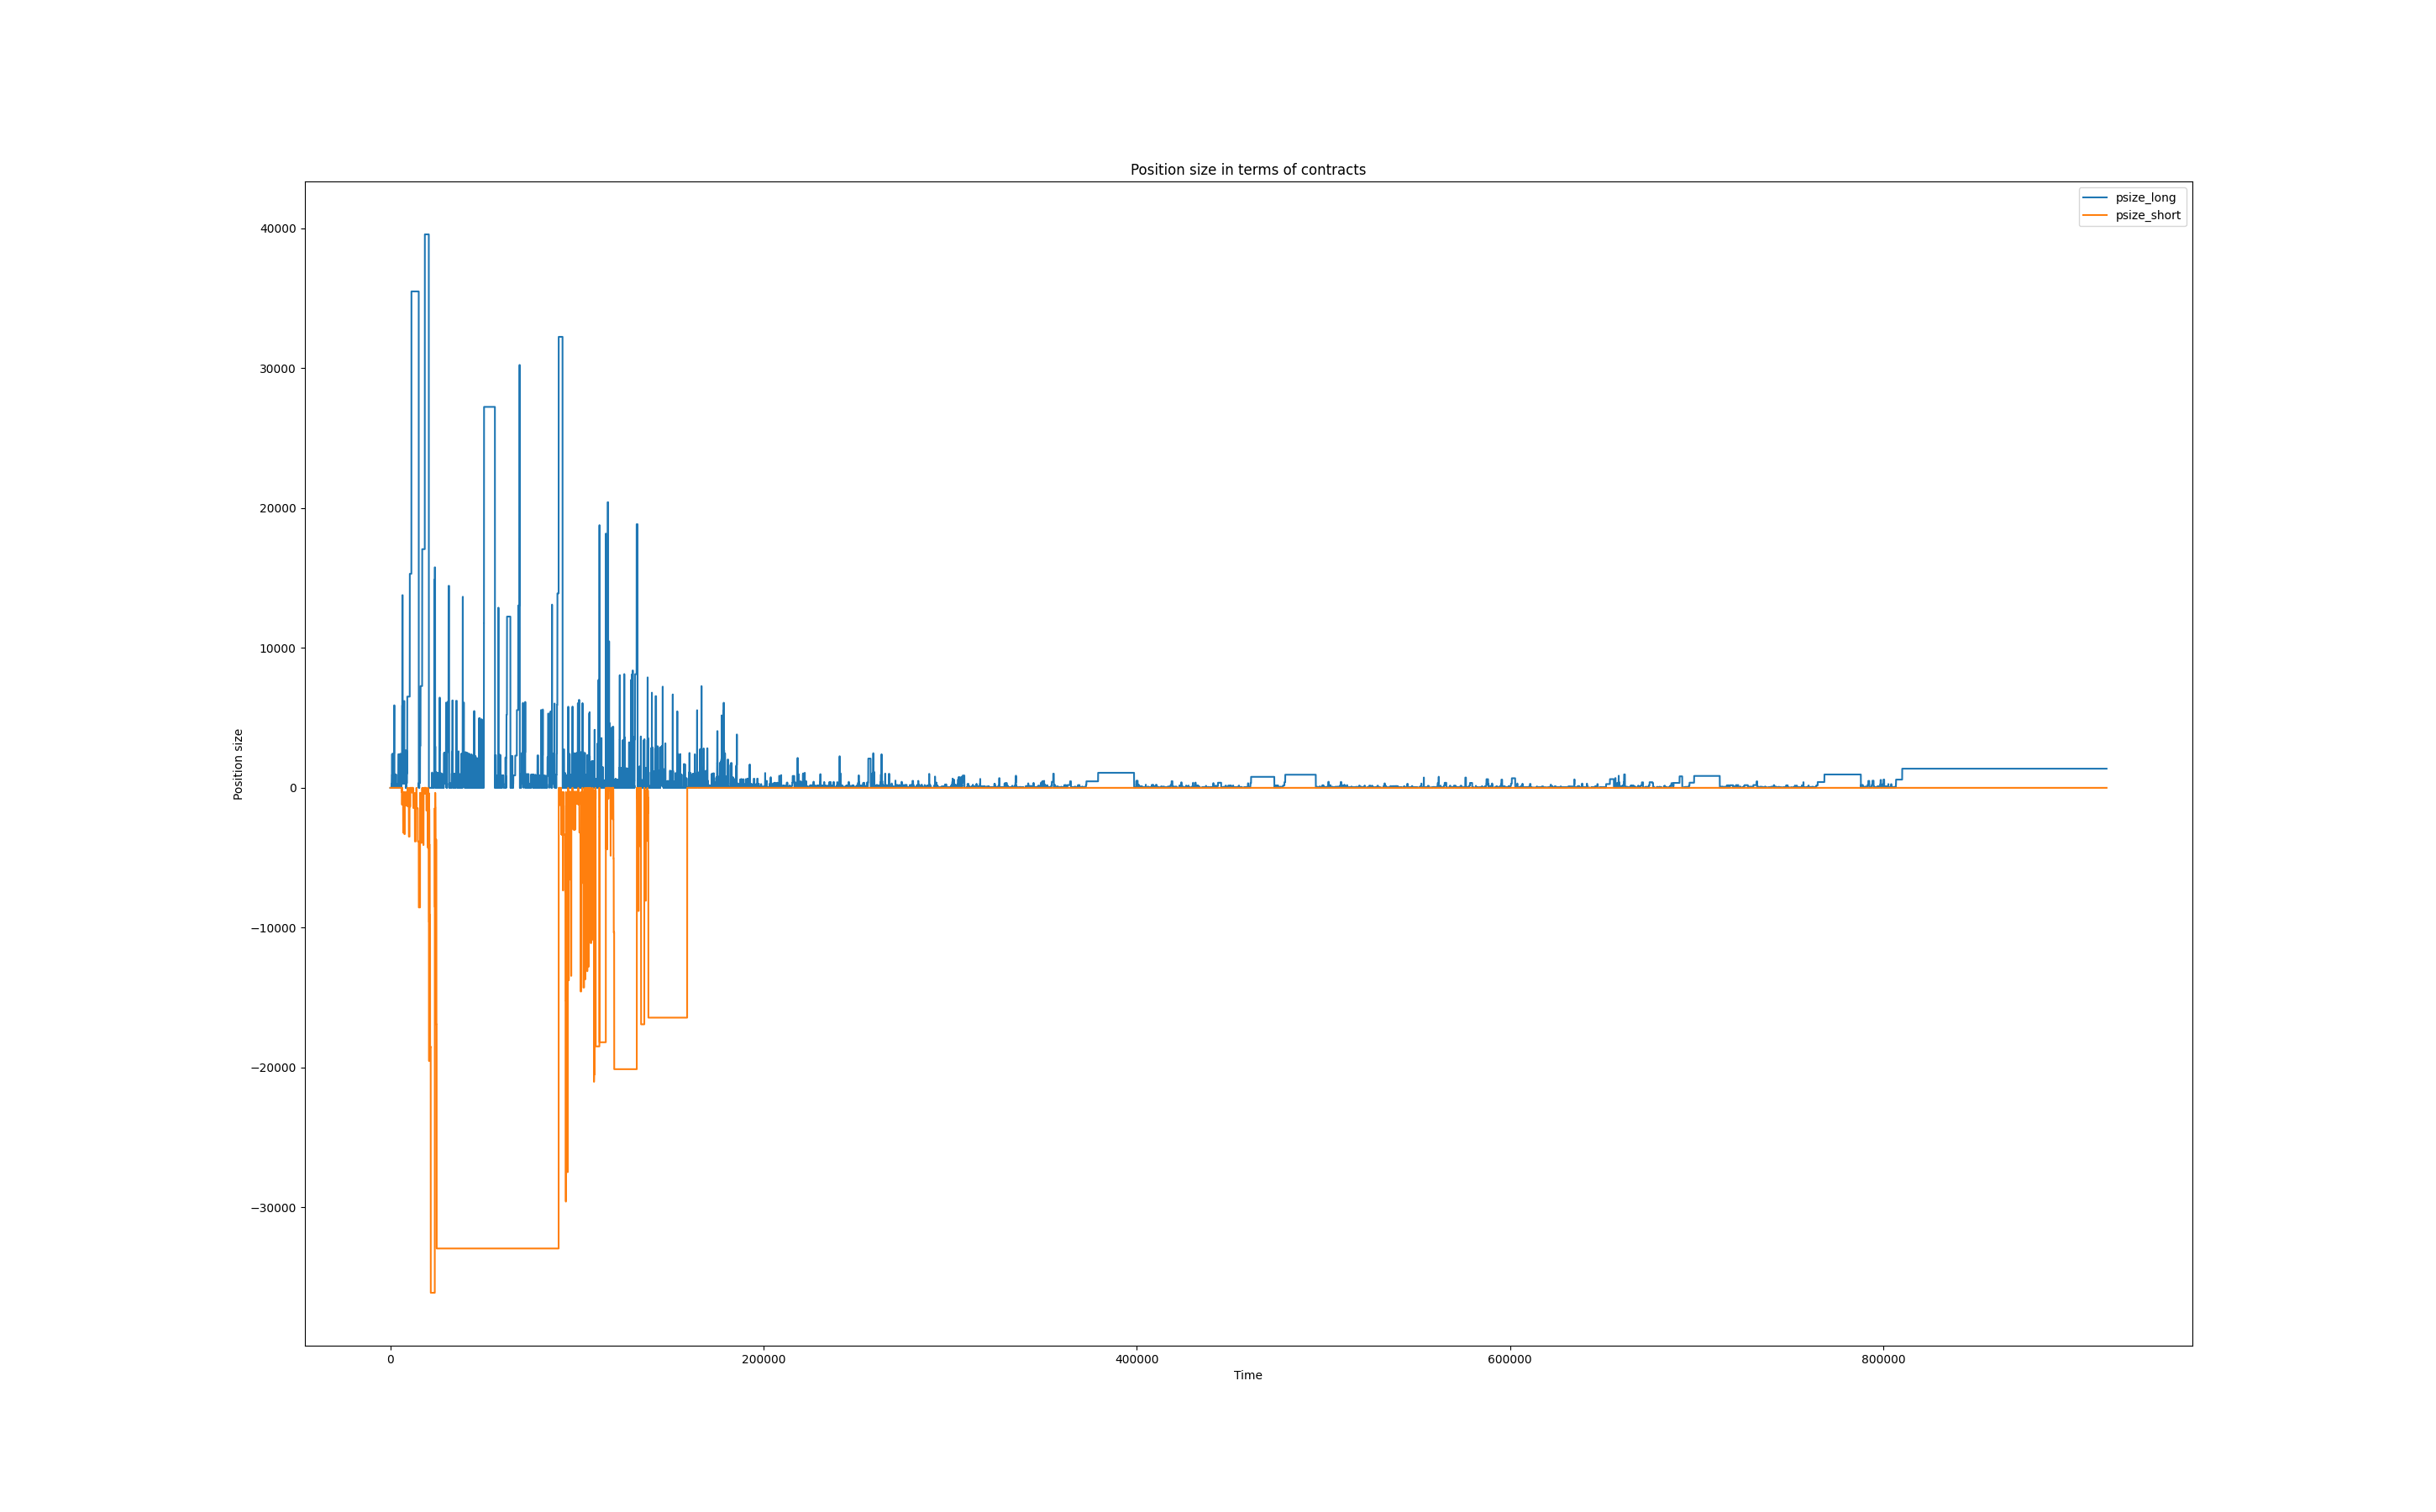 Position size in terms of contracts
psize_long
psize_short
40000
30000
20000
10000
0
−10000
−20000
−30000
Position size
0
200000
400000
600000
800000
Time